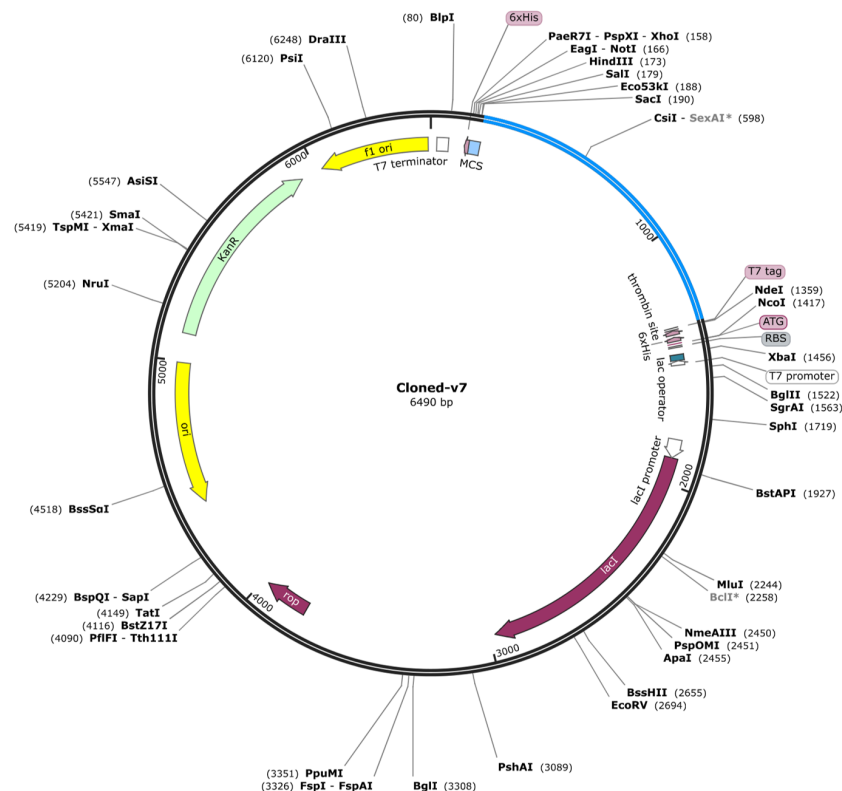 (80) BlpI
6xHis
PaeR7I - PspXI - XhoI (158)
EagI - NotI (166)
HindIII (173)
SalI (179)
Eco53kI (188)
SacI (190)
CsiI - SexAI* (598)
1000
T7 tag
NdeI (1359)
NcoI (1417)
ATG
RBS
XbaI (1456)
T7 promoter
BglII (1522)
SgrAI (1563)
SphI (1719)
BstAPI (1927)
2000
MluI (2244)
BclI* (2258)
NmeAIII (2450)
PspOMI (2451)
ApaI (2455)
BssHII (2655)
EcoRV (2694)
3000
PshAI (3089)
BglI (3308)
(3326) FspI - FspAI
(3351) PpuMI
4000
(4090) PflFI - Tth111I
(4116) BstZ17I
(4149) TatI
(4229) BspQI - SapI
(4518) BssSαI
5000
(5204) NruI
(5419) TspMI - XmaI
(5421) SmaI
(5547) AsiSI
6000
(6120) PsiI
(6248) DraIII
f1 ori
T7 terminator
MCS
KanR
ori
rop
lacI
lacI promoter
lac operator
6xHis
thrombin site
Cloned-v7
6490 bp